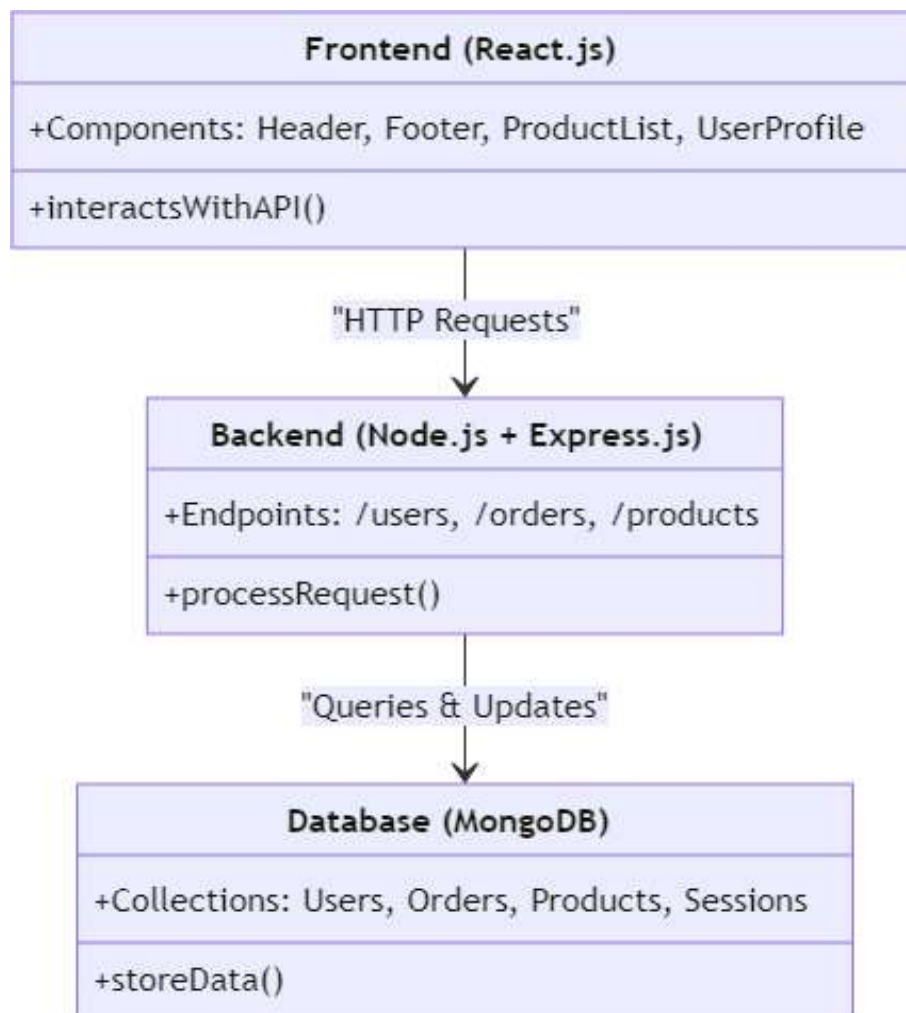 Frontend (React.js)
+Components: Header, Footer, ProductList, UserProfile
+interactsWithAPI()
"HTTP Requests"
Backend (Node.js + Express.js)
+Endpoints: /users, /orders, /products
+processRequest()
"Queries & Updates"
Database (MongoDB)
+Collections: Users, Orders, Products, Sessions
+storeData()